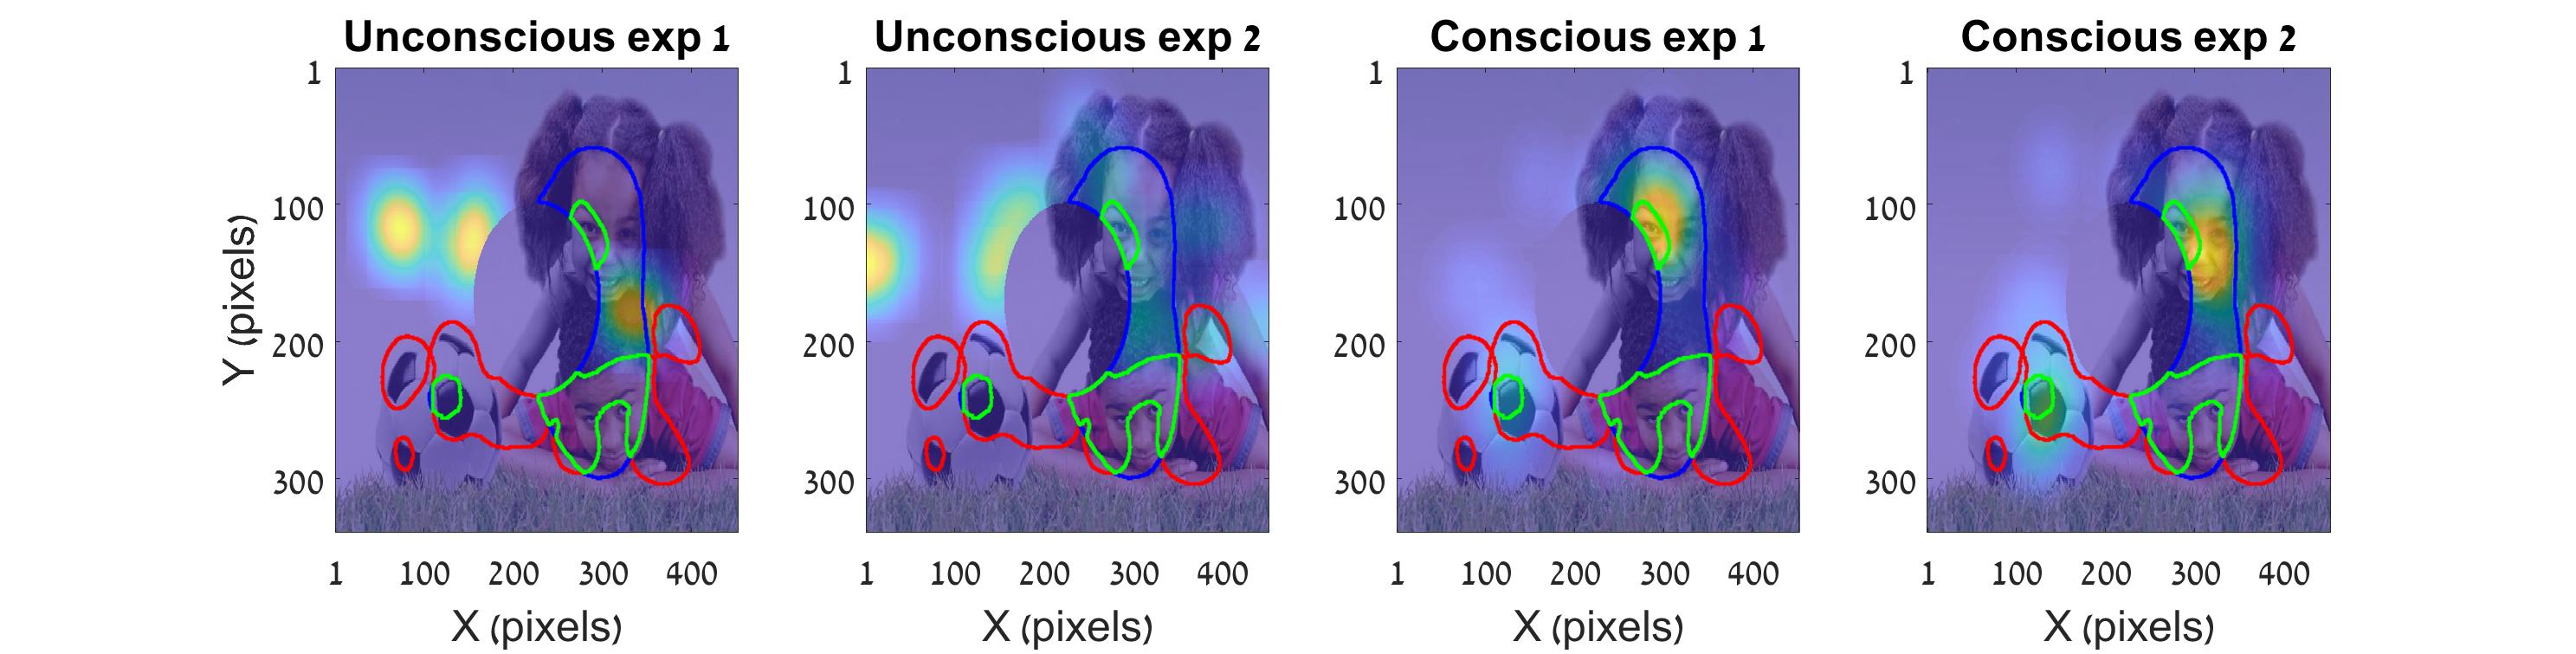 Unconscious exp 1 Unconscious exp 2 Conscious exp 1 Conscious exp 2
1 1 1 1
100 100 100 100
200 200 200 200
300 300 300 300
Y (pixels)
1 100 200 300 400 1 100 200 300 400 1 100 200 300 400 1 100 200 300 400
X (pixels) X (pixels) X (pixels) X (pixels)